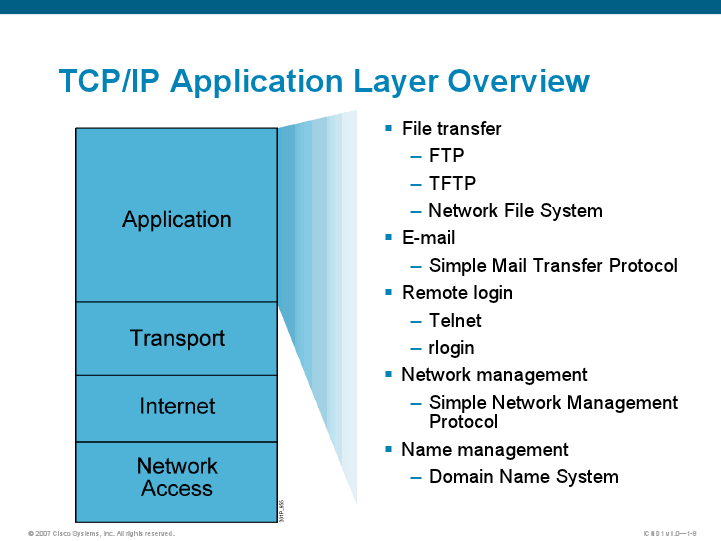 TCP/IP Application Layer Overview
Application
Transport
Internet
Network
Access
▪ File transfer
– FTP
– TFTP
– Network File System
▪ E-mail
– Simple Mail Transfer Protocol
▪ Remote login
– Telnet
– rlogin
▪ Network management
– Simple Network Management
Protocol
▪ Name management
– Domain Name System
© 2007 Cisco Systems, Inc. All rights reserved.
ICND1 v1.0—1-8